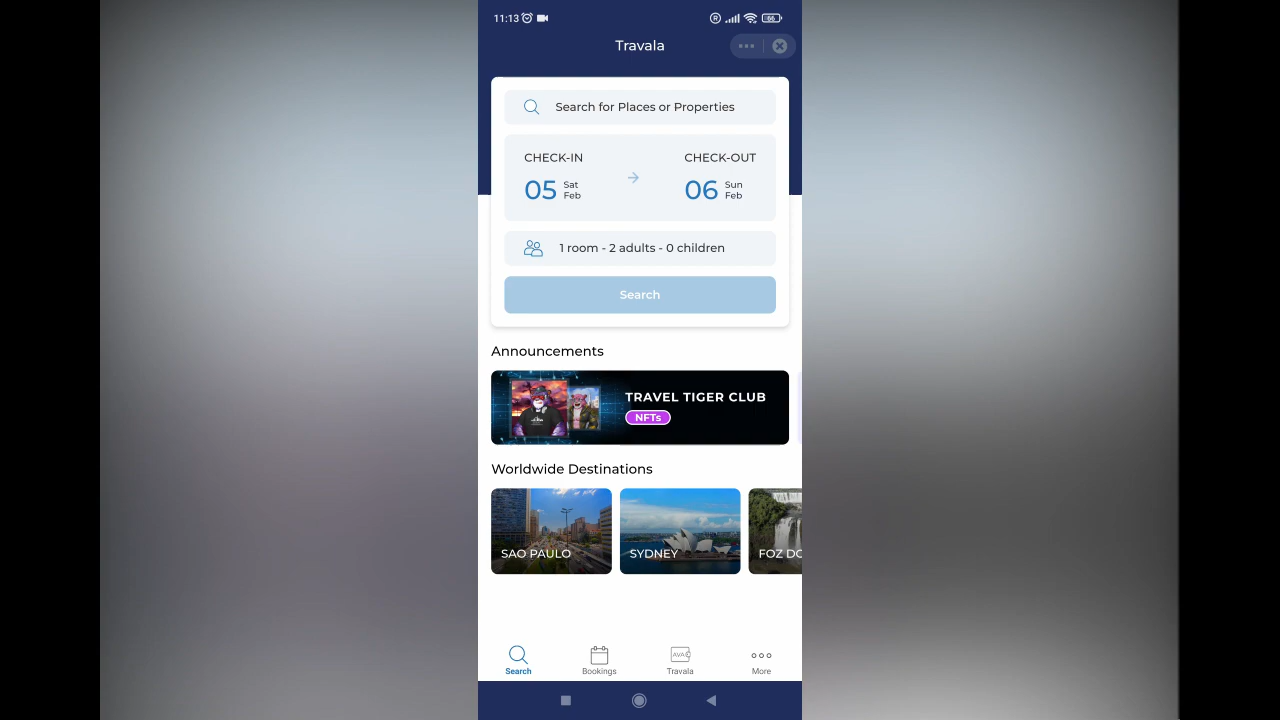 11:13
R
66
Travala
Search for Places or Properties
CHECK-IN
CHECK-OUT
05 Sat Feb
06 Sun Feb
1 room - 2 adults - 0 children
Search
Announcements
TRAVEL TIGER CLUB
NFTs
Worldwide Destinations
SAO PAULO
SYDNEY
FOZ DO
Search
Bookings
Travala
More